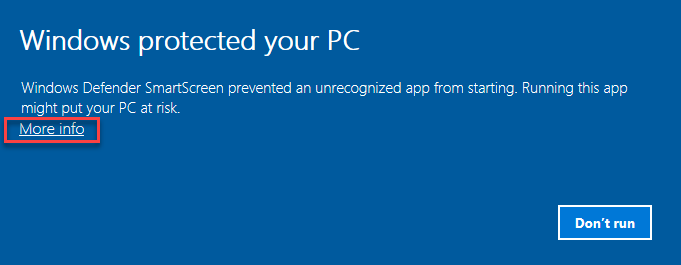 Windows protected your PC
Windows Defender SmartScreen prevented an unrecognized app from starting. Running this app
might put your PC at risk.
More info
Don't run